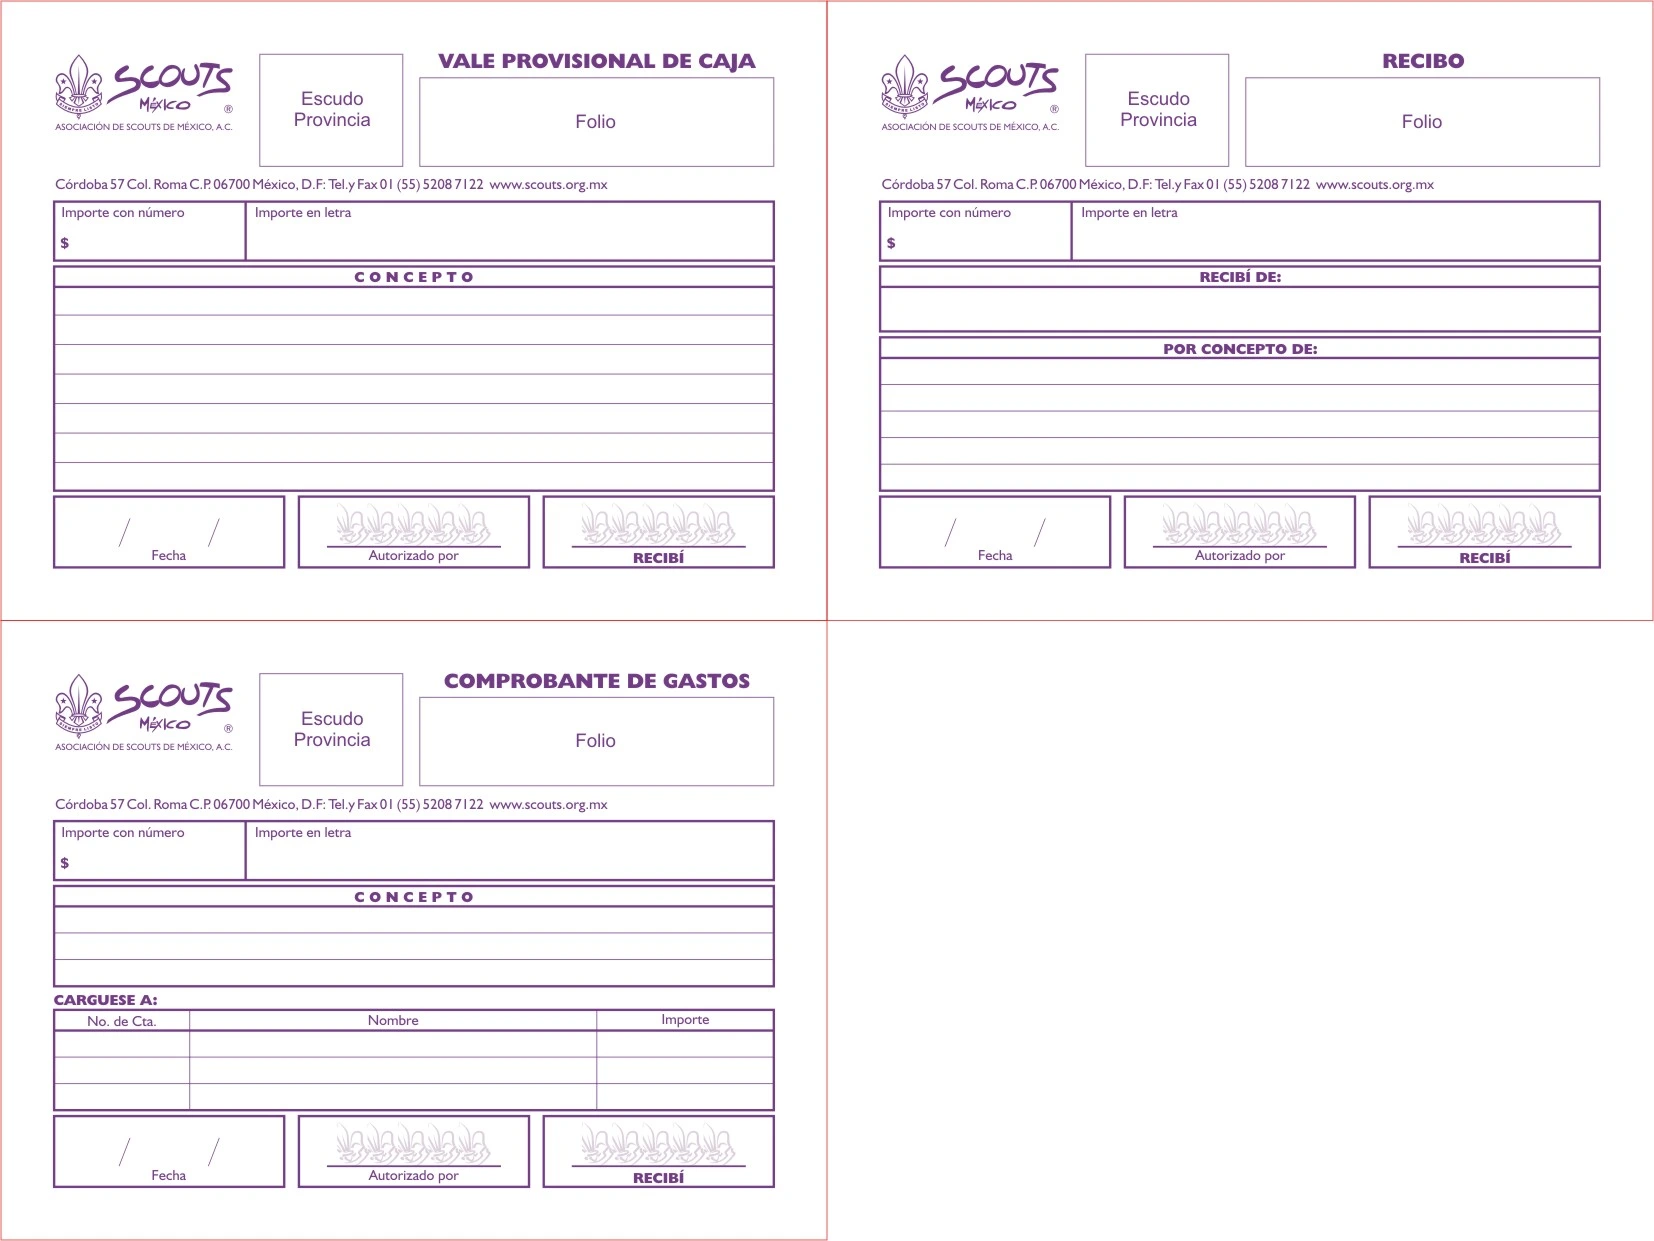 SCOUTS
MÉXICO
®
SIEMPRE LISTO
ASOCIACIÓN DE SCOUTS DE MÉXICO, A.C.
Escudo
Provincia
VALE PROVISIONAL DE CAJA
Folio
Córdoba 57 Col. Roma C.P. 06700 México, D.F: Tel.y Fax 01 (55) 5208 7122 www.scouts.org.mx
Importe con número
Importe en letra
$
CONCEPTO
/ /
Fecha
Autorizado por
RECIBÍ
SCOUTS
MÉXICO
®
SIEMPRE LISTO
ASOCIACIÓN DE SCOUTS DE MÉXICO, A.C.
Escudo
Provincia
RECIBO
Folio
Córdoba 57 Col. Roma C.P. 06700 México, D.F: Tel.y Fax 01 (55) 5208 7122 www.scouts.org.mx
Importe con número
Importe en letra
$
RECIBÍ DE:
POR CONCEPTO DE:
/ /
Fecha
Autorizado por
RECIBÍ
SCOUTS
MÉXICO
®
SIEMPRE LISTO
ASOCIACIÓN DE SCOUTS DE MÉXICO, A.C.
Escudo
Provincia
COMPROBANTE DE GASTOS
Folio
Córdoba 57 Col. Roma C.P. 06700 México, D.F: Tel.y Fax 01 (55) 5208 7122 www.scouts.org.mx
Importe con número
Importe en letra
$
CONCEPTO
CARGUESE A:
No. de Cta.
Nombre
Importe
/ /
Fecha
Autorizado por
RECIBÍ